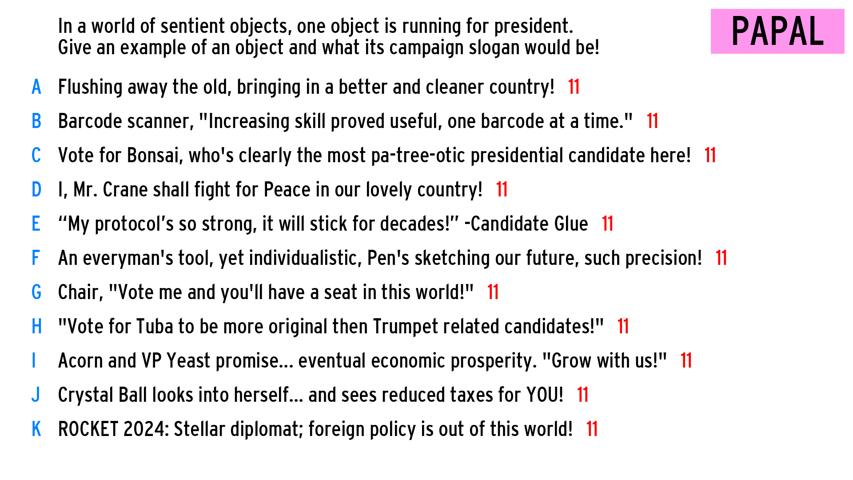 In a world of sentient objects, one object is running for president.
Give an example of an object and what its campaign slogan would be!
PAPAL
A Flushing away the old, bringing in a better and cleaner country! 11
B Barcode scanner, "Increasing skill proved useful, one barcode at a time." 11
C Vote for Bonsai, who's clearly the most pa-tree-otic presidential candidate here! 11
D I, Mr. Crane shall fight for Peace in our lovely country! 11
E “My protocol’s so strong, it will stick for decades!” -Candidate Glue 11
F An everyman's tool, yet individualistic, Pen's sketching our future, such precision! 11
G Chair, "Vote me and you'll have a seat in this world!" 11
H "Vote for Tuba to be more original then Trumpet related candidates!" 11
I Acorn and VP Yeast promise... eventual economic prosperity. "Grow with us!" 11
J Crystal Ball looks into herself... and sees reduced taxes for YOU! 11
K ROCKET 2024: Stellar diplomat; foreign policy is out of this world! 11